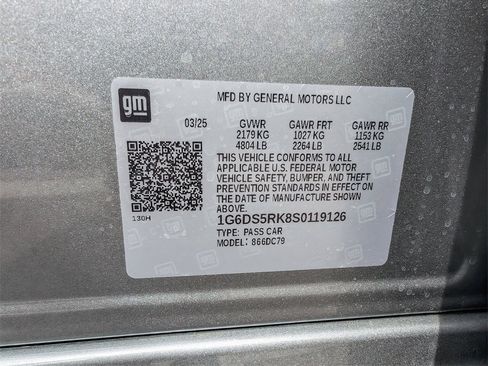 gm
MFD BY GENERAL MOTORS LLC
03/25 GVWR GAWR FRT GAWR RR
2179 KG 1027 KG 1153 KG
4804 LB 2264 LB 2541 LB
THIS VEHICLE CONFORMS TO ALL
APPLICABLE U.S. FEDERAL MOTOR
VEHICLE SAFETY, BUMPER, AND THEFT
PREVENTION STANDARDS IN EFFECT ON
THE DATE OF MANUFACTURE SHOWN
ABOVE.
130H
1G6DS5RK8S0119126
TYPE: PASS CAR
MODEL: 866DC79